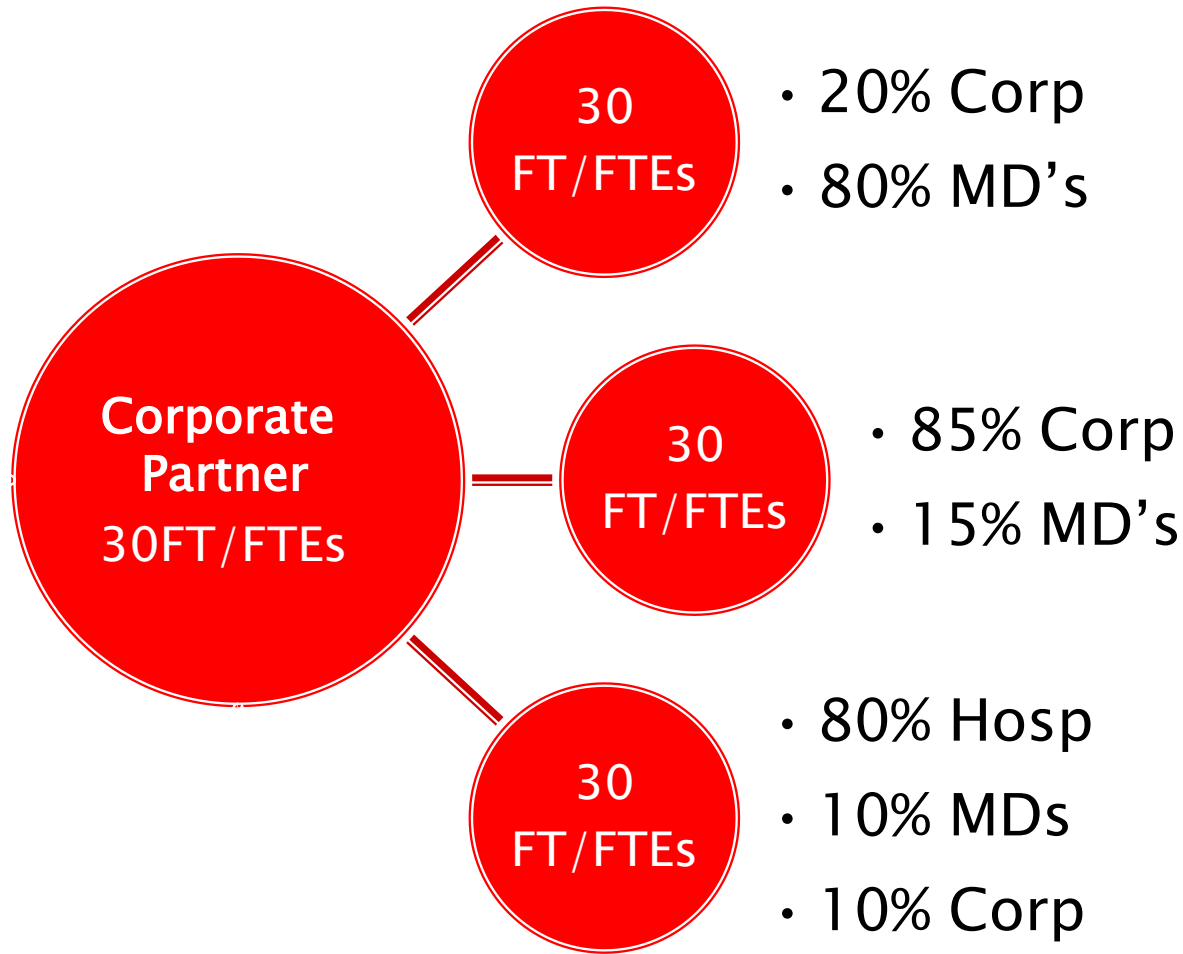 30
FT/FTEs
• 20% Corp
• 80% MD’s
Corporate
Partner
30FT/FTEs
30
FT/FTEs
• 85% Corp
• 15% MD’s
30
FT/FTEs
• 80% Hosp
• 10% MDs
• 10% Corp